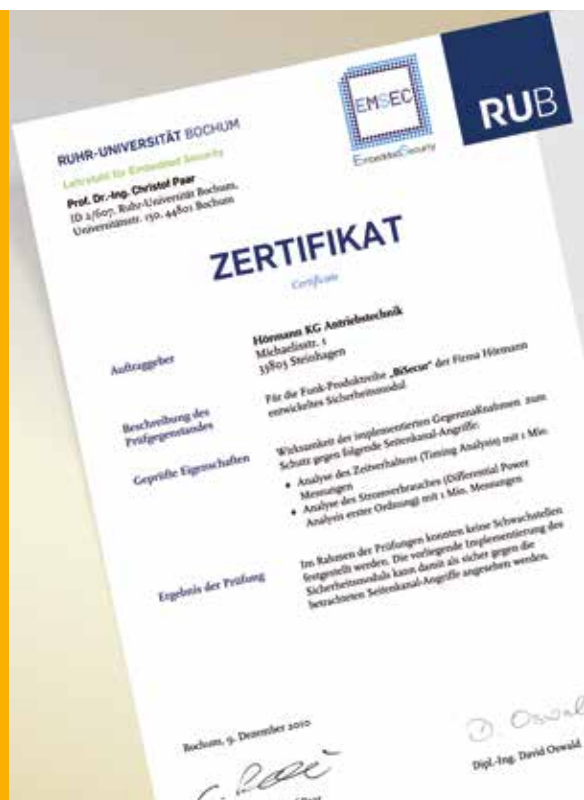 RUHR-UNIVERSITÄT BOCHUM
Lehrstuhl für Embedded Security
Prof. Dr.-Ing. Christof Paar
ID 2/607, Ruhr-Universität Bochum,
Universitätsstr. 150, 44801 Bochum
EMSEC
EmbeddedSecurity
RUB
ZERTIFIKAT
Certificate
Auftraggeber
Hörmann KG Antriebstechnik
Michaelisstr. 1
33803 Steinhagen
Beschreibung des
Prüfgegenstandes
Für die Funk-Produktreihe „BiSecur“ der Firma Hörmann
entwickeltes Sicherheitsmodul
Geprüfte Eigenschaften
Wirksamkeit der implementierten Gegenmaßnahmen zum
Schutz gegen folgende Seitenkanal-Angriffe:
• Analyse des Zeitverhaltens (Timing Analysis) mit 1 Mio.
Messungen
• Analyse des Stromverbrauches (Differential Power
Analysis erster Ordnung) mit 1 Mio. Messungen
Ergebnis der Prüfung
Im Rahmen der Prüfungen konnten keine Schwachstellen
festgestellt werden. Die vorliegende Implementierung des
Sicherheitsmoduls kann damit als sicher gegen die
betrachteten Seitenkanal-Angriffe angesehen werden.
Bochum, 9. Dezember 2010
D. Oswald
Dipl.-Ing. David Oswald
Paar